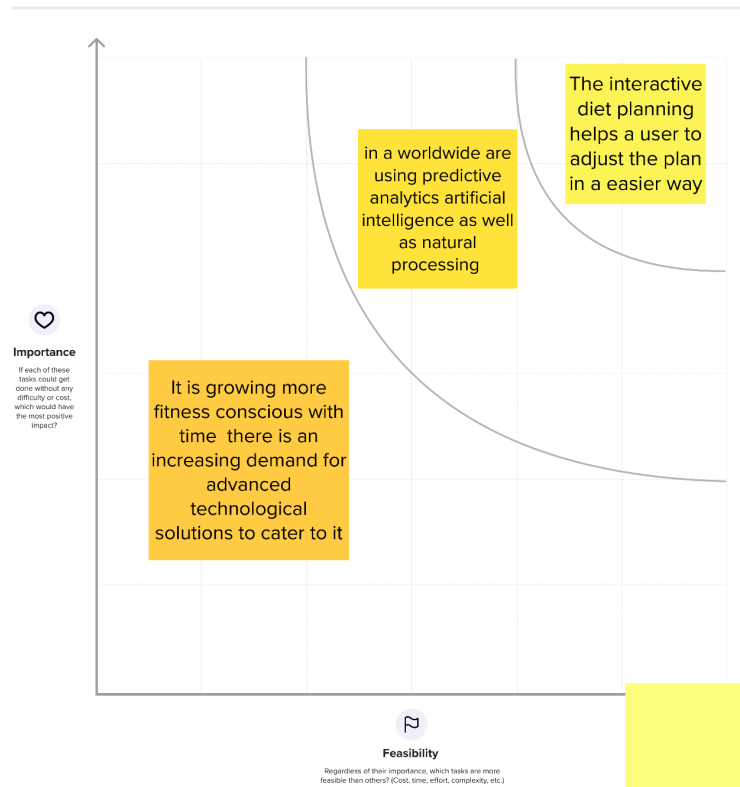 The interactive
diet planning
helps a user to
adjust the plan
in a easier way
in a worldwide are
using predictive
analytics artificial
intelligence as well
as natural
processing
Importance
If each of these
tasks could get
done without any
difficulty or cost,
which would have
the most positive
impact?
It is growing more
fitness conscious with
time there is an
increasing demand for
advanced
technological
solutions to cater to it
Feasibility
Regardless of their importance, which tasks are more
feasible than others? (Cost, time, effort, complexity, etc.)